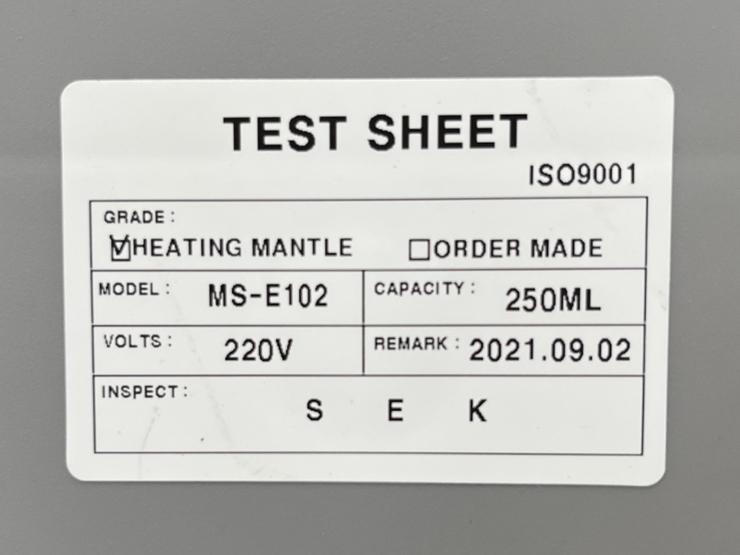 TEST SHEET
ISO9001
GRADE :
☑HEATING MANTLE ☐ORDER MADE
MODEL : MS-E102 CAPACITY : 250ML
VOLTS : 220V REMARK : 2021.09.02
INSPECT : S E K